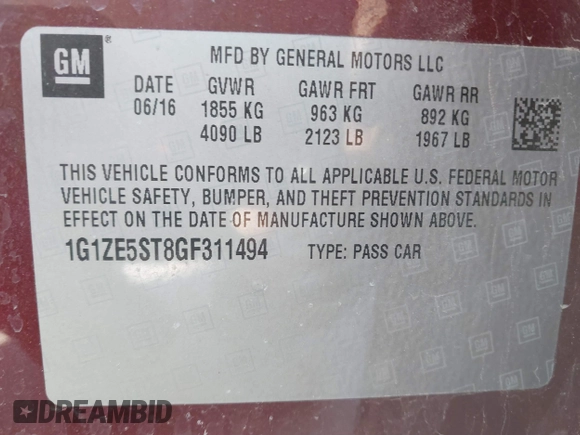 GM ®
MFD BY GENERAL MOTORS LLC
DATE GVWR GAWR FRT GAWR RR
06/16 1855 KG 963 KG 892 KG
4090 LB 2123 LB 1967 LB
THIS VEHICLE CONFORMS TO ALL APPLICABLE U.S. FEDERAL MOTOR
VEHICLE SAFETY, BUMPER, AND THEFT PREVENTION STANDARDS IN
EFFECT ON THE DATE OF MANUFACTURE SHOWN ABOVE.
1G1ZE5ST8GF311494 TYPE: PASS CAR
DREAMBID